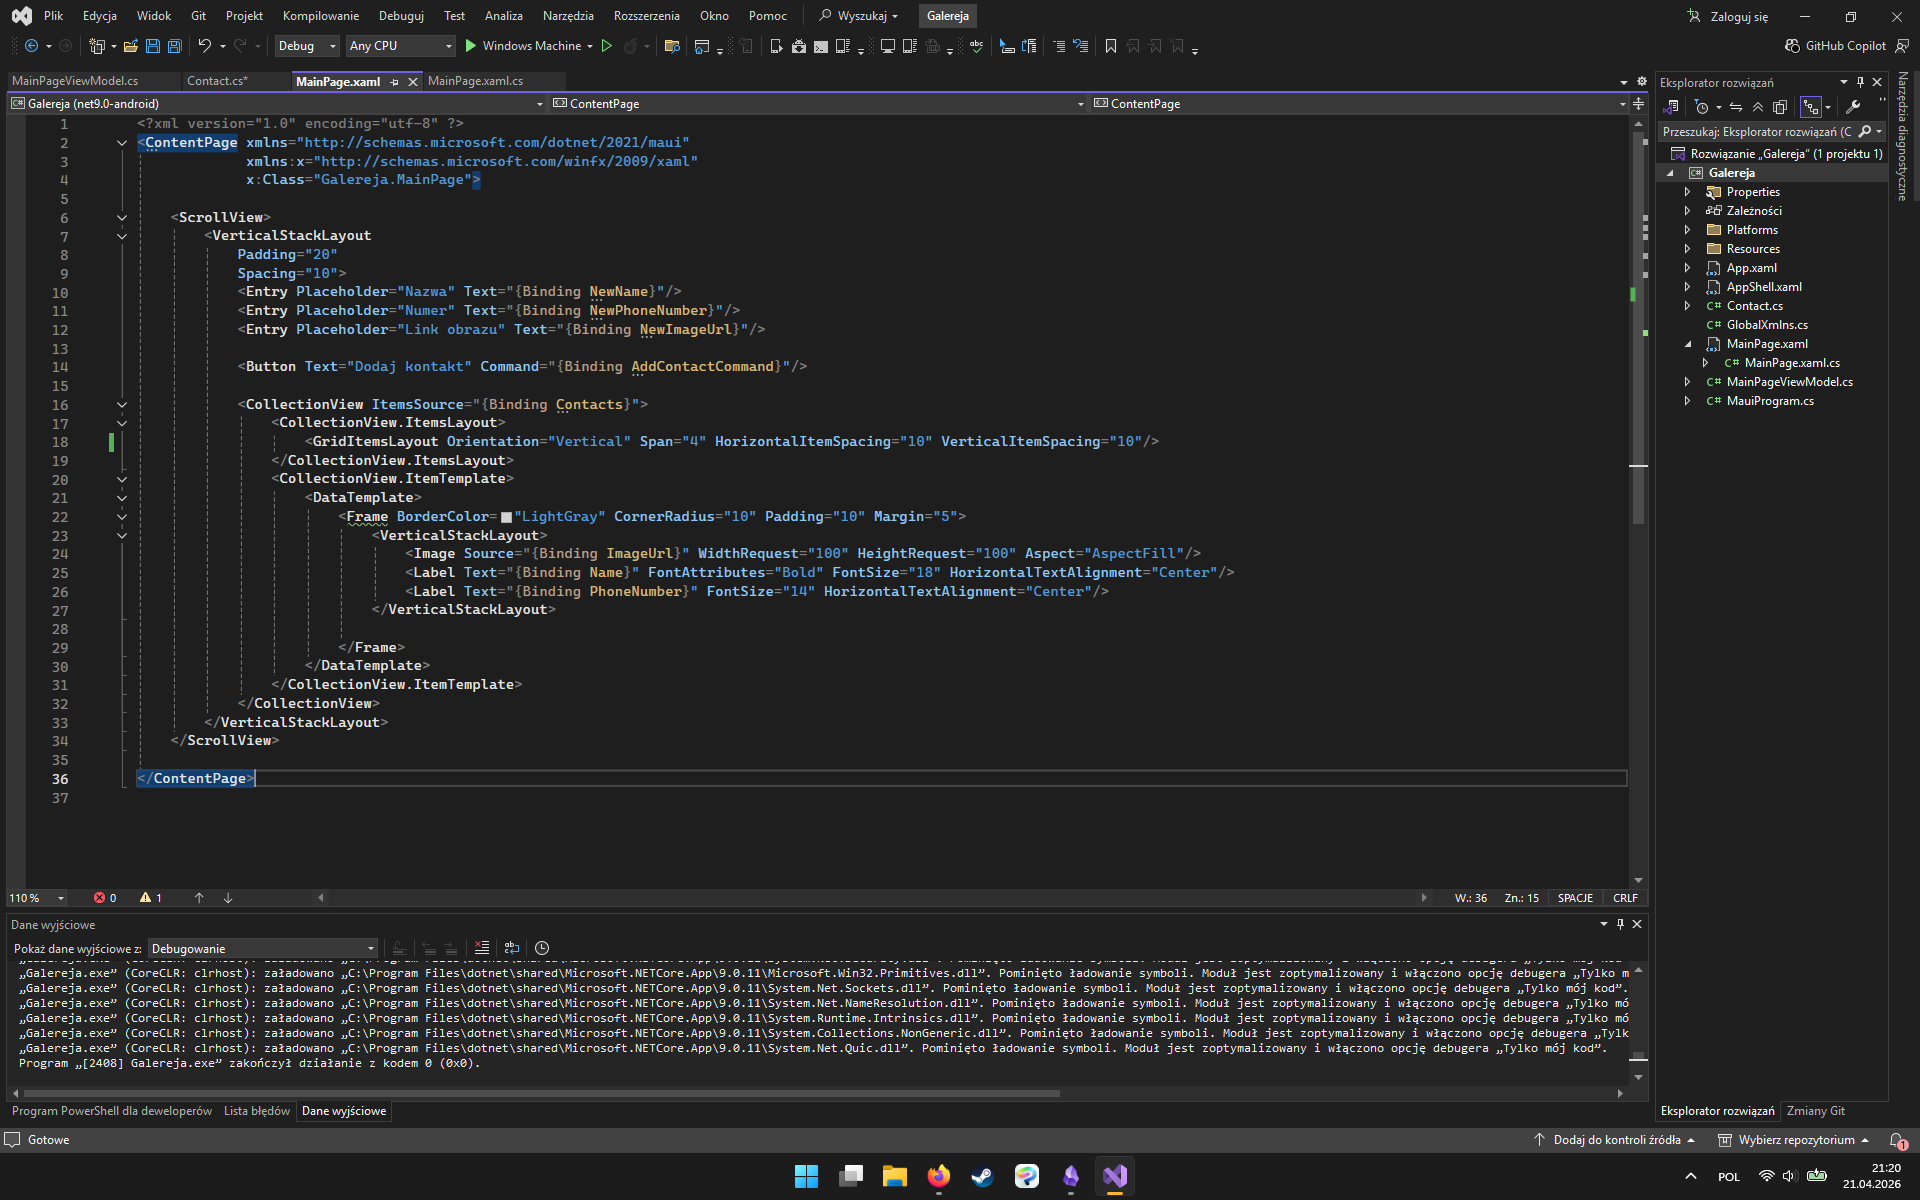 Plik Edycja Widok Git Projekt Kompilowanie Debuguj Test Analiza Narzędzia Rozszerzenia Okno Pomoc Wyszukaj Galereja Zaloguj się
Debug Any CPU Windows Machine GitHub Copilot
MainPageViewModel.cs Contact.cs* MainPage.xaml MainPage.xaml.cs
Galereja (net9.0-android) ContentPage ContentPage
1 <?xml version="1.0" encoding="utf-8" ?>
2 <ContentPage xmlns="http://schemas.microsoft.com/dotnet/2021/maui"
3 xmlns:x="http://schemas.microsoft.com/winfx/2009/xaml"
4 x:Class="Galereja.MainPage">
5
6 <ScrollView>
7 <VerticalStackLayout
8 Padding="20"
9 Spacing="10">
10 <Entry Placeholder="Nazwa" Text="{Binding NewName}"/>
11 <Entry Placeholder="Numer" Text="{Binding NewPhoneNumber}"/>
12 <Entry Placeholder="Link obrazu" Text="{Binding NewImageUrl}"/>
13
14 <Button Text="Dodaj kontakt" Command="{Binding AddContactCommand}"/>
15
16 <CollectionView ItemsSource="{Binding Contacts}">
17 <CollectionView.ItemsLayout>
18 <GridItemsLayout Orientation="Vertical" Span="4" HorizontalItemSpacing="10" VerticalItemSpacing="10"/>
19 </CollectionView.ItemsLayout>
20 <CollectionView.ItemTemplate>
21 <DataTemplate>
22 <Frame BorderColor="LightGray" CornerRadius="10" Padding="10" Margin="5">
23 <VerticalStackLayout>
24 <Image Source="{Binding ImageUrl}" WidthRequest="100" HeightRequest="100" Aspect="AspectFill"/>
25 <Label Text="{Binding Name}" FontAttributes="Bold" FontSize="18" HorizontalTextAlignment="Center"/>
26 <Label Text="{Binding PhoneNumber}" FontSize="14" HorizontalTextAlignment="Center"/>
27 </VerticalStackLayout>
28
29 </Frame>
30 </DataTemplate>
31 </CollectionView.ItemTemplate>
32 </CollectionView>
33 </VerticalStackLayout>
34 </ScrollView>
35
36 </ContentPage>
37
110 % 0 1 W.: 36 Zn.: 15 SPACJE CRLF
Dane wyjściowe
Pokaż dane wyjściowe z: Debugowanie
„Galereja.exe” (CoreCLR: clrhost): załadowano „C:\Program Files\dotnet\shared\Microsoft.NETCore.App\9.0.11\Microsoft.Win32.Primitives.dll”. Pominięto ładowanie symboli. Moduł jest zoptymalizowany i włączono opcję debugera „Tylko m
„Galereja.exe” (CoreCLR: clrhost): załadowano „C:\Program Files\dotnet\shared\Microsoft.NETCore.App\9.0.11\System.Net.Sockets.dll”. Pominięto ładowanie symboli. Moduł jest zoptymalizowany i włączono opcję debugera „Tylko mój kod”.
„Galereja.exe” (CoreCLR: clrhost): załadowano „C:\Program Files\dotnet\shared\Microsoft.NETCore.App\9.0.11\System.Net.NameResolution.dll”. Pominięto ładowanie symboli. Moduł jest zoptymalizowany i włączono opcję debugera „Tylko mó
„Galereja.exe” (CoreCLR: clrhost): załadowano „C:\Program Files\dotnet\shared\Microsoft.NETCore.App\9.0.11\System.Runtime.Intrinsics.dll”. Pominięto ładowanie symboli. Moduł jest zoptymalizowany i włączono opcję debugera „Tylko mó
„Galereja.exe” (CoreCLR: clrhost): załadowano „C:\Program Files\dotnet\shared\Microsoft.NETCore.App\9.0.11\System.Collections.NonGeneric.dll”. Pominięto ładowanie symboli. Moduł jest zoptymalizowany i włączono opcję debugera „Tylk
„Galereja.exe” (CoreCLR: clrhost): załadowano „C:\Program Files\dotnet\shared\Microsoft.NETCore.App\9.0.11\System.Net.Quic.dll”. Pominięto ładowanie symboli. Moduł jest zoptymalizowany i włączono opcję debugera „Tylko mój kod”.
Program „[2408] Galereja.exe” zakończył działanie z kodem 0 (0x0).
Program PowerShell dla deweloperów Lista błędów Dane wyjściowe
Eksplorator rozwiązań
Przeszukaj: Eksplorator rozwiązań (C
Rozwiązanie „Galereja” (1 projektu 1)
Galereja
Properties
Zależności
Platforms
Resources
App.xaml
AppShell.xaml
C# Contact.cs
C# GlobalXmlns.cs
MainPage.xaml
C# MainPage.xaml.cs
C# MainPageViewModel.cs
C# MauiProgram.cs
Eksplorator rozwiązań Zmiany Git
Narzędzia diagnostyczne
Gotowe Dodaj do kontroli źródła Wybierz repozytorium 1
POL 21:20
21.04.2026